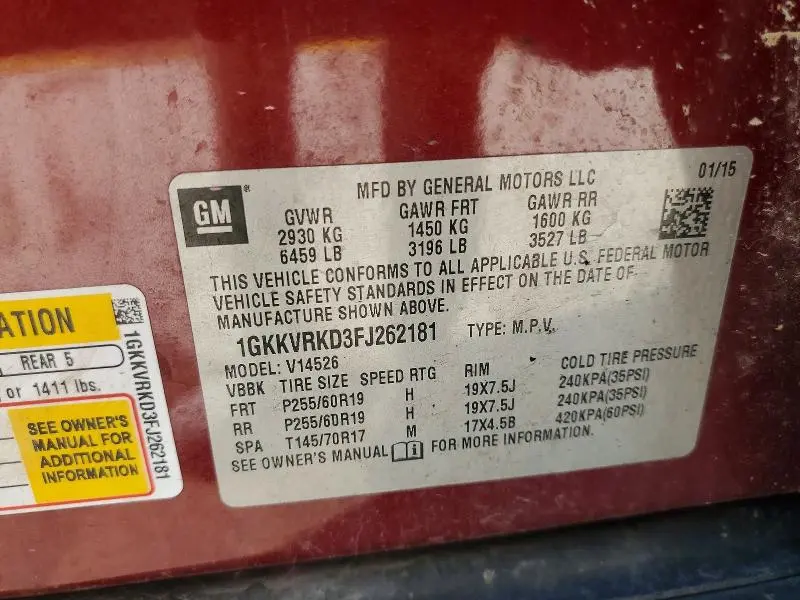 MFD BY GENERAL MOTORS LLC 01/15
GM
GVWR GAWR FRT GAWR RR
2930 KG 1450 KG 1600 KG
6459 LB 3196 LB 3527 LB
THIS VEHICLE CONFORMS TO ALL APPLICABLE U.S. FEDERAL MOTOR
VEHICLE SAFETY STANDARDS IN EFFECT ON THE DATE OF
MANUFACTURE SHOWN ABOVE.
1GKKVRKD3FJ262181 TYPE: M.P.V.
MODEL: V14526
VBBK TIRE SIZE SPEED RTG RIM COLD TIRE PRESSURE
FRT P255/60R19 H 19X7.5J 240KPA(35PSI)
RR P255/60R19 H 19X7.5J 240KPA(35PSI)
SPA T145/70R17 M 17X4.5B 420KPA(60PSI)
SEE OWNER'S MANUAL FOR MORE INFORMATION.
ATION
REAR 5
or 1411 lbs.
SEE OWNER'S
MANUAL FOR
ADDITIONAL
INFORMATION
1GKKVRKD3FJ262181